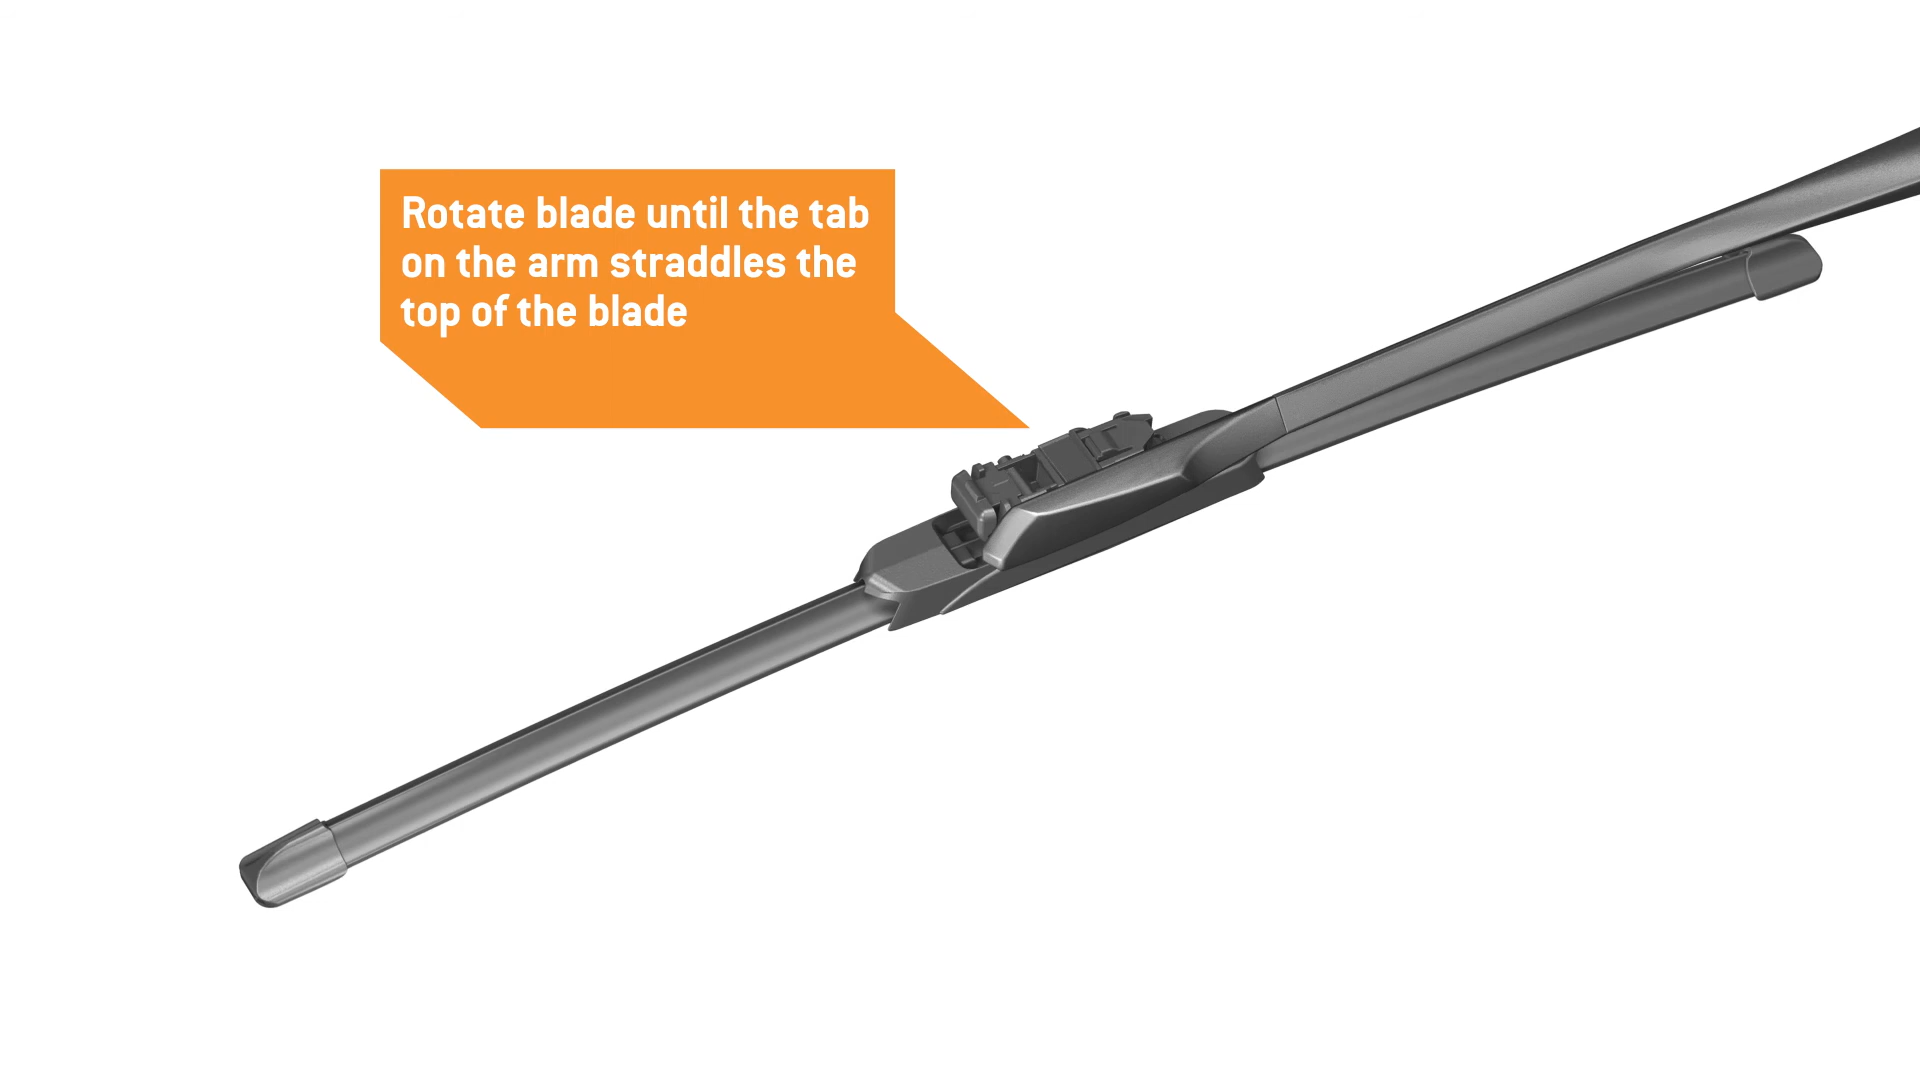 Rotate blade until the tab
on the arm straddles the
top of the blade